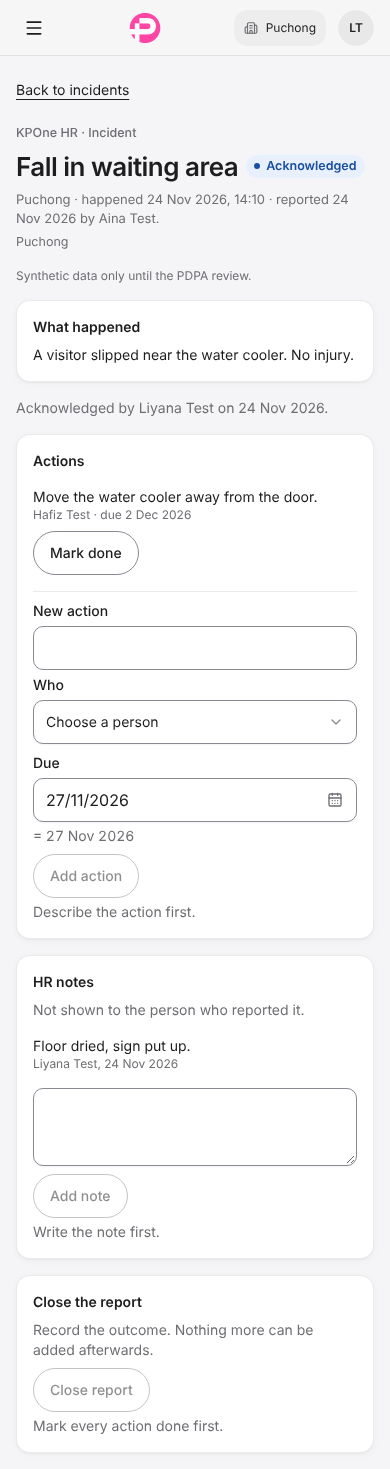 Puchong
LT
Back to incidents
KPOne HR · Incident
Fall in waiting area
Acknowledged
Puchong · happened 24 Nov 2026, 14:10 · reported 24
Nov 2026 by Aina Test.
Puchong
Synthetic data only until the PDPA review.
What happened
A visitor slipped near the water cooler. No injury.
Acknowledged by Liyana Test on 24 Nov 2026.
Actions
Move the water cooler away from the door.
Hafiz Test · due 2 Dec 2026
Mark done
New action
Who
Choose a person
Due
27/11/2026
= 27 Nov 2026
Add action
Describe the action first.
HR notes
Not shown to the person who reported it.
Floor dried, sign put up.
Liyana Test, 24 Nov 2026
Add note
Write the note first.
Close the report
Record the outcome. Nothing more can be
added afterwards.
Close report
Mark every action done first.